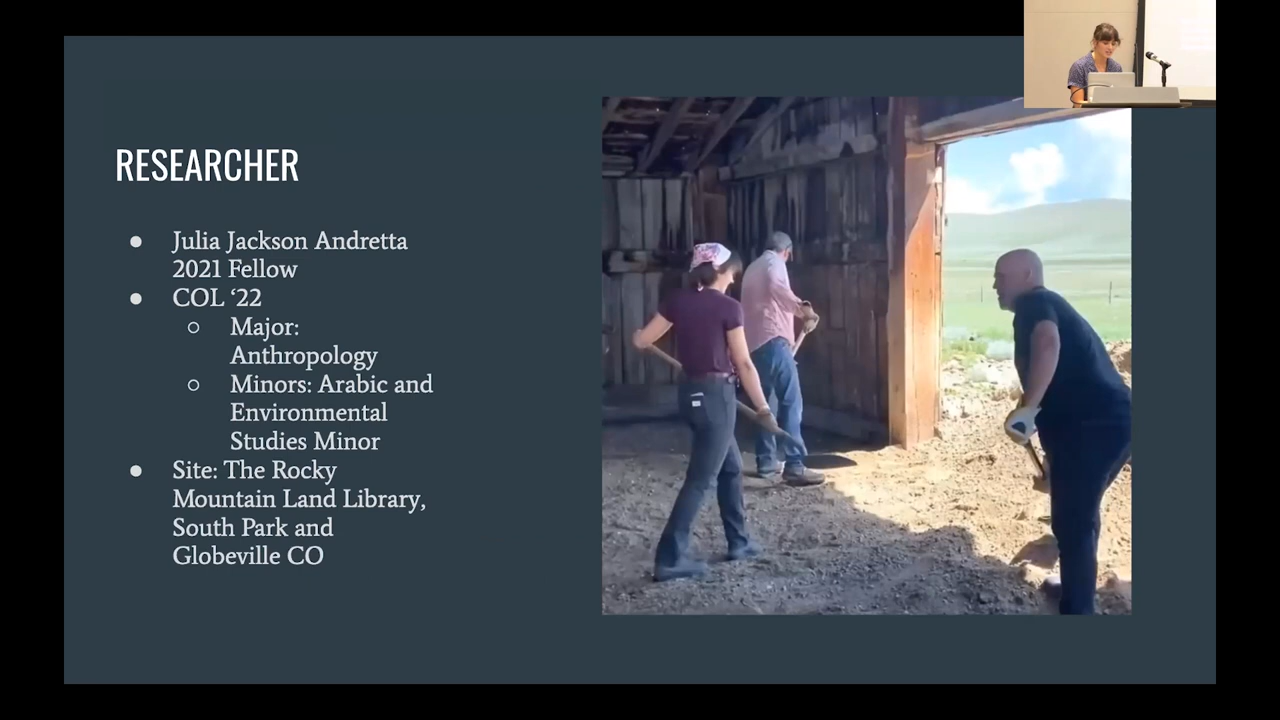 RESEARCHER
● Julia Jackson Andretta
2021 Fellow
● COL ‘22
○ Major:
Anthropology
○ Minors: Arabic and
Environmental
Studies Minor
● Site: The Rocky
Mountain Land Library,
South Park and
Globeville CO